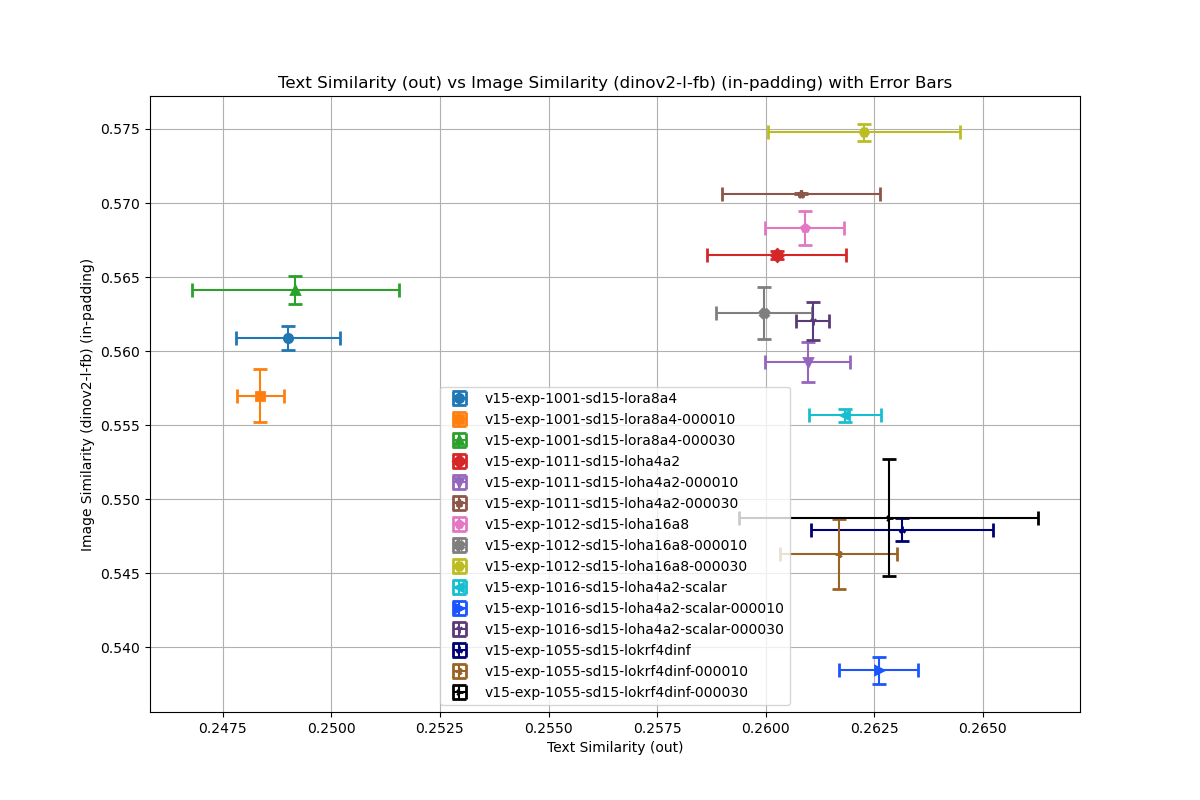 Text Similarity (out) vs Image Similarity (dinov2-l-fb) (in-padding) with Error Bars
Image Similarity (dinov2-l-fb) (in-padding)
0.575
0.570
0.565
0.560
0.555
0.550
0.545
0.540
v15-exp-1001-sd15-lora8a4
v15-exp-1001-sd15-lora8a4-000010
v15-exp-1001-sd15-lora8a4-000030
v15-exp-1011-sd15-loha4a2
v15-exp-1011-sd15-loha4a2-000010
v15-exp-1011-sd15-loha4a2-000030
v15-exp-1012-sd15-loha16a8
v15-exp-1012-sd15-loha16a8-000010
v15-exp-1012-sd15-loha16a8-000030
v15-exp-1016-sd15-loha4a2-scalar
v15-exp-1016-sd15-loha4a2-scalar-000010
v15-exp-1016-sd15-loha4a2-scalar-000030
v15-exp-1055-sd15-lokrf4dinf
v15-exp-1055-sd15-lokrf4dinf-000010
v15-exp-1055-sd15-lokrf4dinf-000030
0.2475 0.2500 0.2525 0.2550 0.2575 0.2600 0.2625 0.2650
Text Similarity (out)